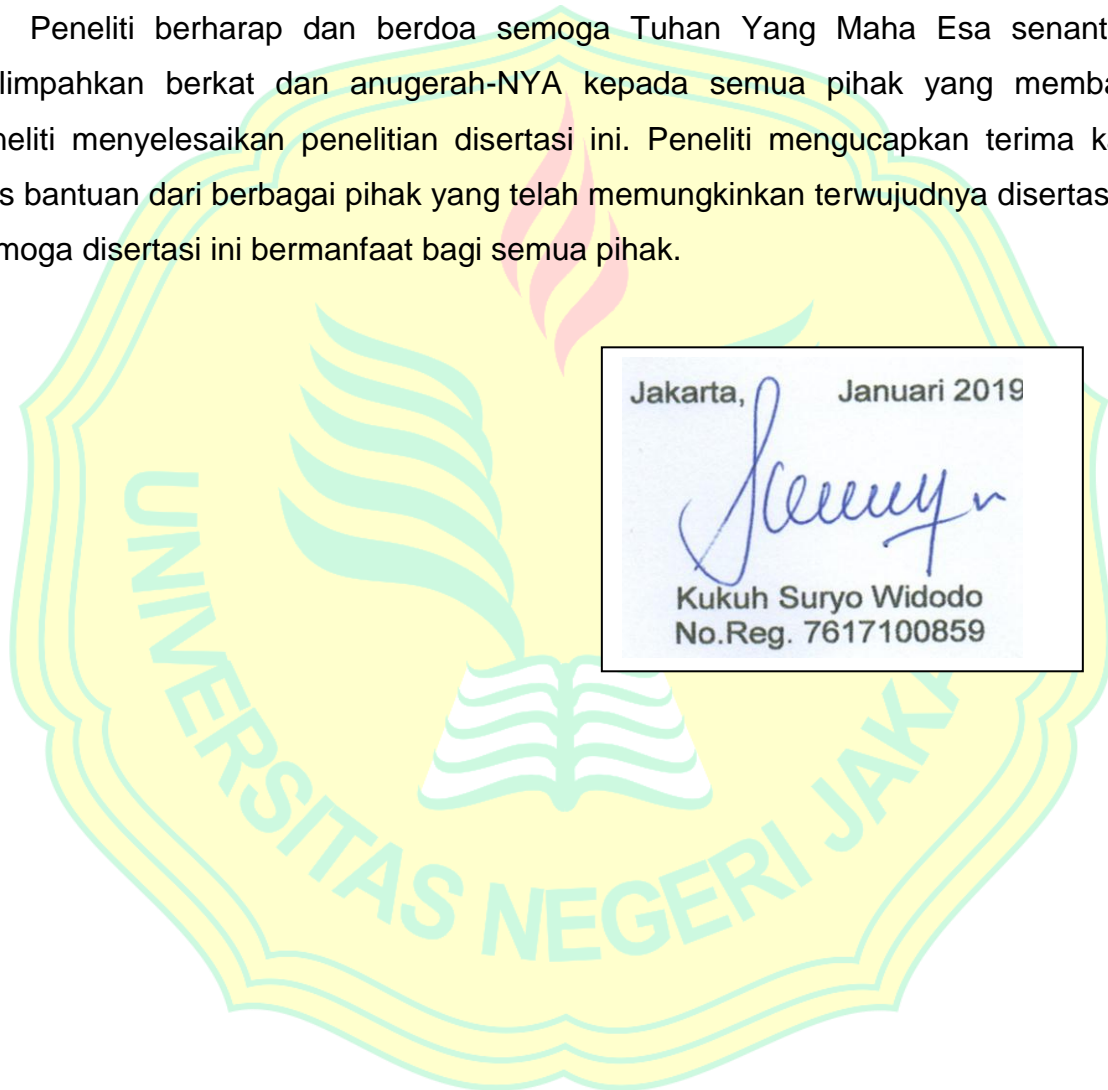 Peneliti berharap dan berdoa semoga Tuhan Yang Maha Esa senant
limpahkan berkat dan anugerah-NYA kepada semua pihak yang memba
neliti menyelesaikan penelitian disertasi ini. Peneliti mengucapkan terima ka
s bantuan dari berbagai pihak yang telah memungkinkan terwujudnya disertas
moga disertasi ini bermanfaat bagi semua pihak.
Jakarta, Januari 2019
Kukuh Suryo Widodo
No.Reg. 7617100859
UNIVERSITAS NEGERI JAKA